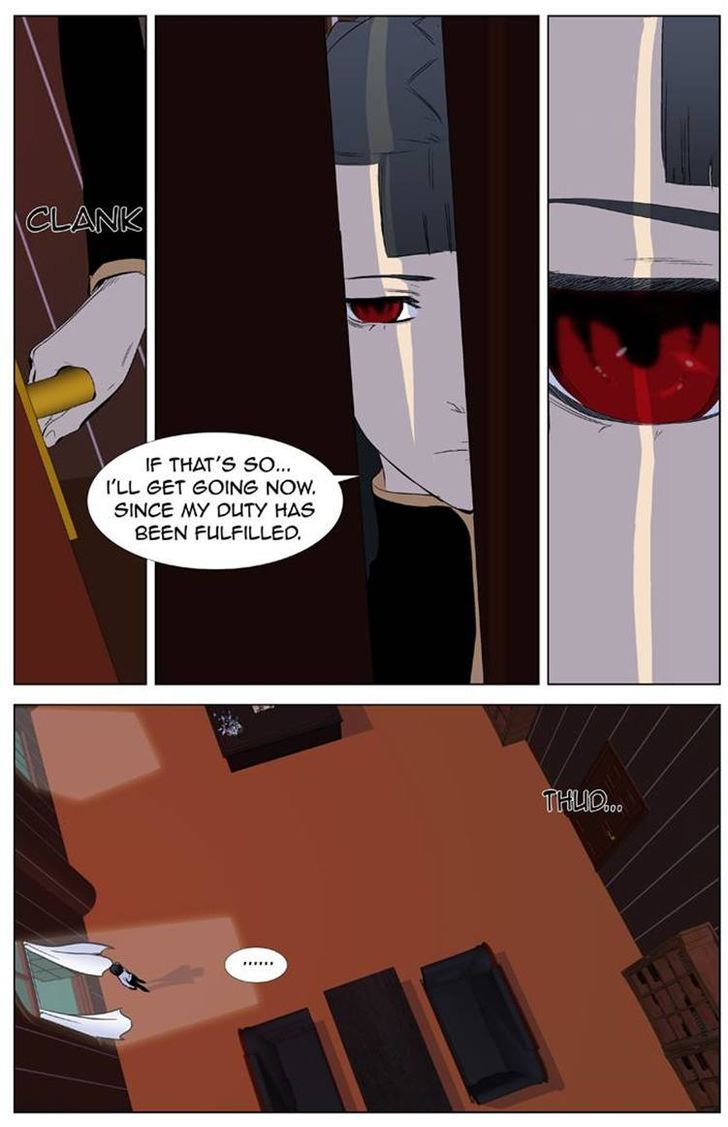 CLANK
IF THAT'S SO...
I'LL GET GOING NOW.
SINCE MY DUTY HAS
BEEN FULFILLED.
THUD...
......